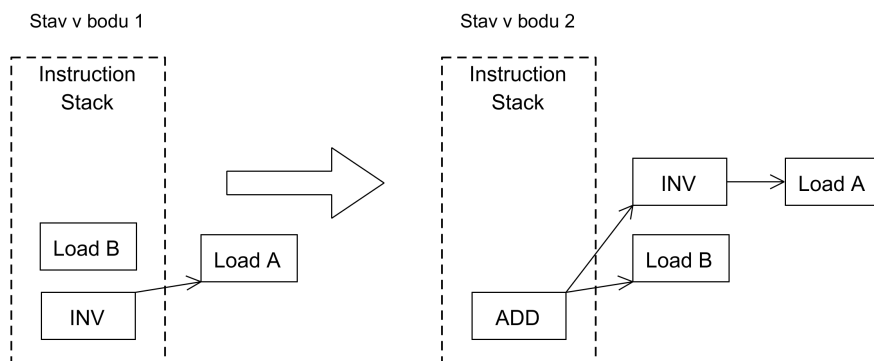 Stav v bodu 1
Stav v bodu 2
Instruction
Stack
Load B
INV
Load A
Instruction
Stack
INV
Load A
Load B
ADD